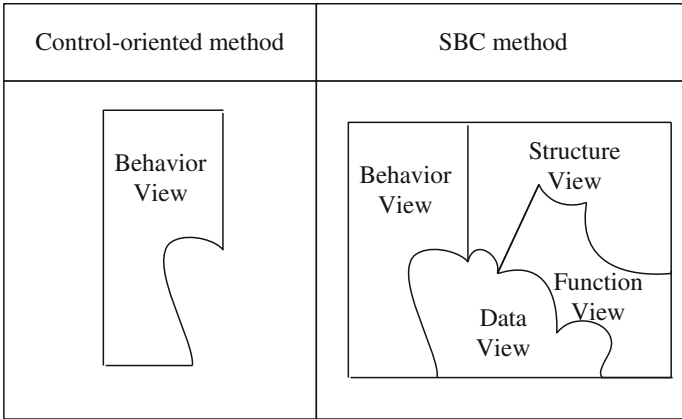 Control-oriented method
SBC method
Behavior
View
Behavior
View
Structure
View
Function
View
Data
View